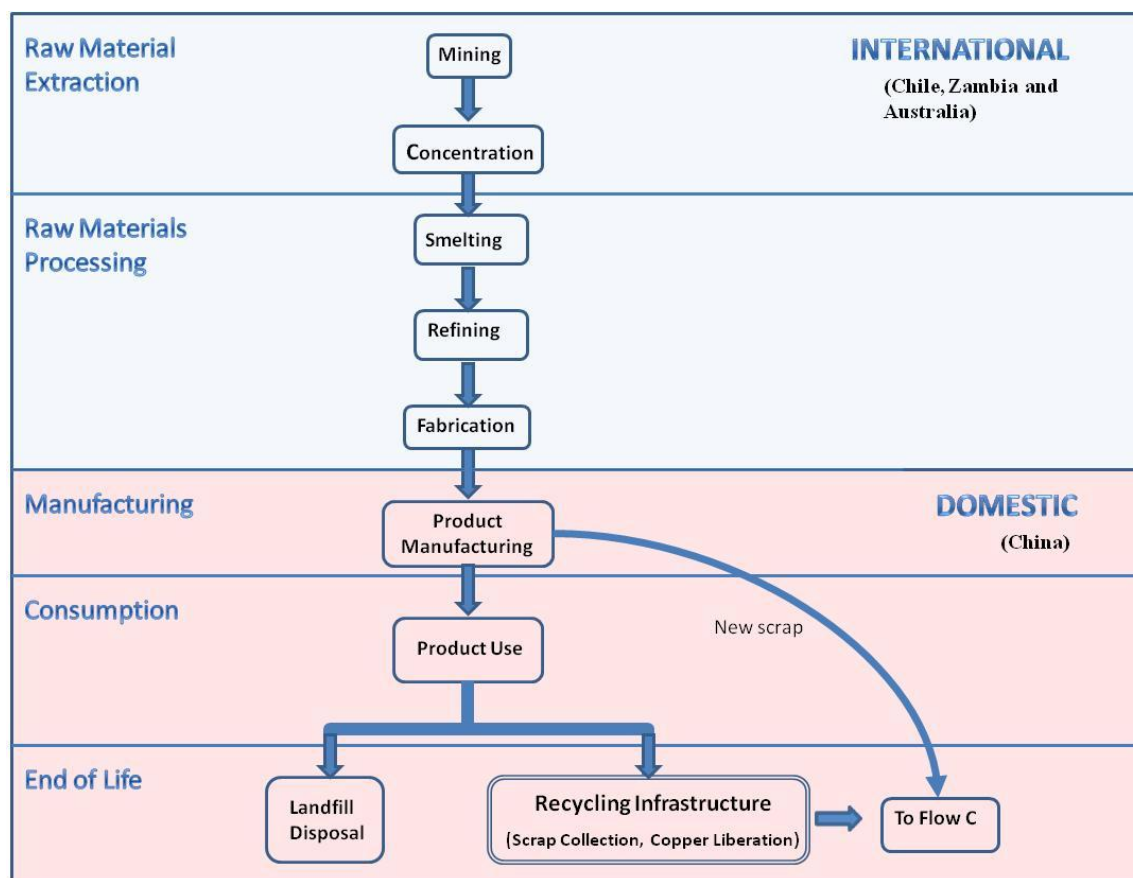 Raw Material
Extraction
Mining
INTERNATIONAL
(Chile, Zambia and
Australia)
Concentration
Raw Materials
Processing
Smelting
Refining
Fabrication
Manufacturing
Product
Manufacturing
DOMESTIC
(China)
Consumption
Product Use
New scrap
End of Life
Landfill
Disposal
Recycling Infrastructure
(Scrap Collection, Copper Liberation)
To Flow C